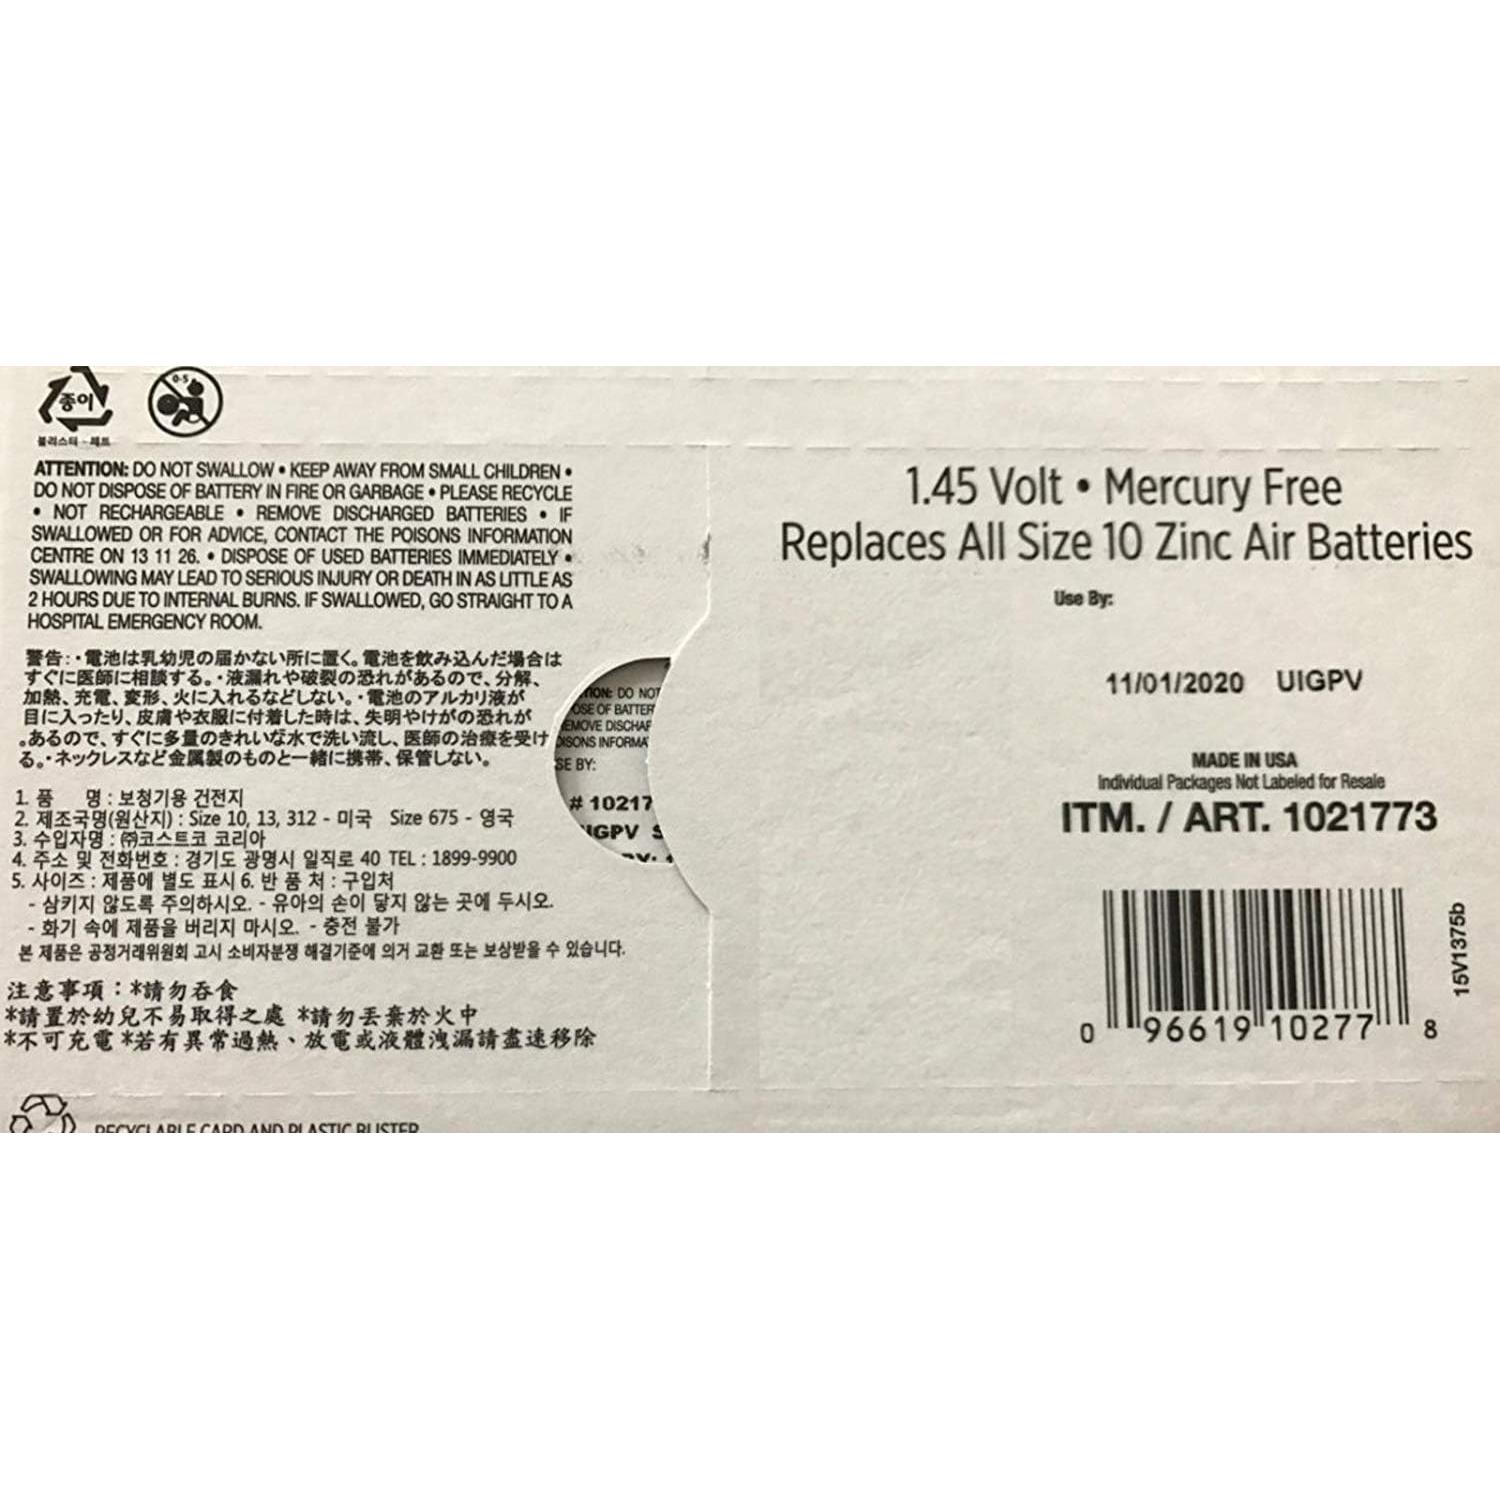 종이
0.5
블리스터 - 페트
ATTENTION: DO NOT SWALLOW • KEEP AWAY FROM SMALL CHILDREN •
DO NOT DISPOSE OF BATTERY IN FIRE OR GARBAGE • PLEASE RECYCLE
• NOT RECHARGEABLE • REMOVE DISCHARGED BATTERIES • IF
SWALLOWED OR FOR ADVICE, CONTACT THE POISONS INFORMATION
CENTRE ON 13 11 26. • DISPOSE OF USED BATTERIES IMMEDIATELY •
SWALLOWING MAY LEAD TO SERIOUS INJURY OR DEATH IN AS LITTLE AS
2 HOURS DUE TO INTERNAL BURNS. IF SWALLOWED, GO STRAIGHT TO A
HOSPITAL EMERGENCY ROOM.
警告:・電池は乳幼児の届かない所に置く。電池を飲み込んだ場合は
すぐに医師に相談する。・液漏れや破裂の恐れがあるので、分解、
加熱、充電、変形、火に入れるなどしない。・電池のアルカリ液が
目に入ったり、皮膚や衣服に付着した時は、失明やけがの恐れが
。あるので、すぐに多量のきれいな水で洗い流し、医師の治療を受け
る。・ネックレスなど金属製のものと一緒に携帯、保管しない。
1. 품 명 : 보청기용 건전지
2. 제조국명(원산지) : Size 10, 13, 312 - 미국 Size 675 - 영국
3. 수입자명 : ㈜코스트코 코리아
4. 주소 및 전화번호 : 경기도 광명시 일직로 40 TEL : 1899-9900
5. 사이즈 : 제품에 별도 표시 6. 반 품 처 : 구입처
- 삼키지 않도록 주의하시오. - 유아의 손이 닿지 않는 곳에 두시오.
- 화기 속에 제품을 버리지 마시오. - 충전 불가
본 제품은 공정거래위원회 고시 소비자분쟁 해결기준에 의거 교환 또는 보상받을 수 있습니다.
注意事項：*請勿吞食
*請置於幼兒不易取得之處 *請勿丟棄於火中
*不可充電 *若有異常過熱、放電或液體洩漏請盡速移除
RECYCLABLE CARD AND PLASTIC BLISTER
TION: DO NOT
OSE OF BATTER
EMOVE DISCHAR
OISONS INFORMA
SE BY:
# 10217
UIGPV S
BY: 1
1.45 Volt • Mercury Free
Replaces All Size 10 Zinc Air Batteries
Use By:
11/01/2020 UIGPV
MADE IN USA
Individual Packages Not Labeled for Resale
ITM. / ART. 1021773
0 96619 10277 8
15V1375b